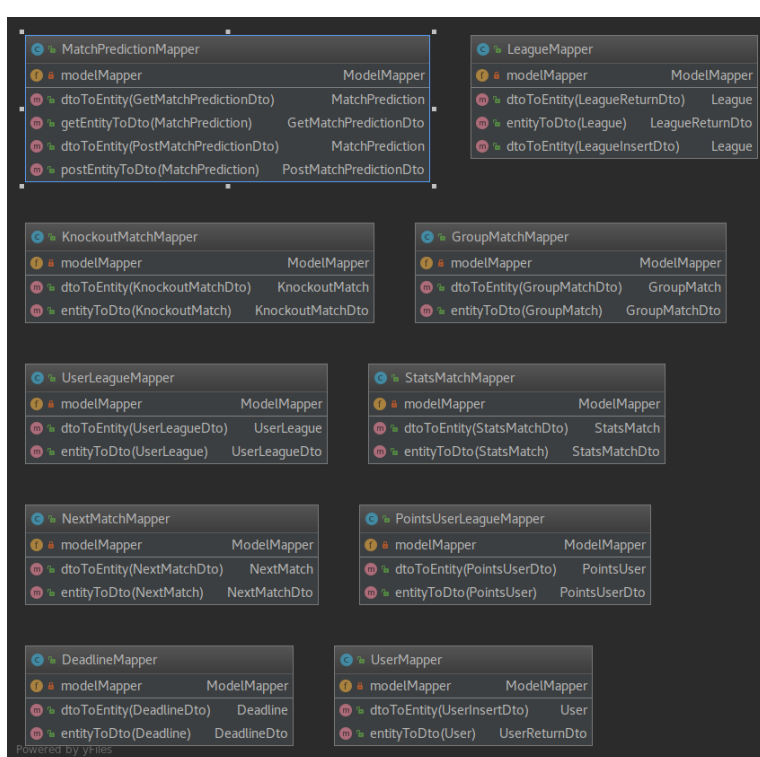 MatchPredictionMapper
modelMapper ModelMapper
dtoToEntity(GetMatchPredictionDto) MatchPrediction
getEntityToDto(MatchPrediction) GetMatchPredictionDto
dtoToEntity(PostMatchPredictionDto) MatchPrediction
postEntityToDto(MatchPrediction) PostMatchPredictionDto
LeagueMapper
modelMapper ModelMapper
dtoToEntity(LeagueReturnDto) League
entityToDto(League) LeagueReturnDto
dtoToEntity(LeagueInsertDto) League
KnockoutMatchMapper
modelMapper ModelMapper
dtoToEntity(KnockoutMatchDto) KnockoutMatch
entityToDto(KnockoutMatch) KnockoutMatchDto
GroupMatchMapper
modelMapper ModelMapper
dtoToEntity(GroupMatchDto) GroupMatch
entityToDto(GroupMatch) GroupMatchDto
UserLeagueMapper
modelMapper ModelMapper
dtoToEntity(UserLeagueDto) UserLeague
entityToDto(UserLeague) UserLeagueDto
StatsMatchMapper
modelMapper ModelMapper
dtoToEntity(StatsMatchDto) StatsMatch
entityToDto(StatsMatch) StatsMatchDto
NextMatchMapper
modelMapper ModelMapper
dtoToEntity(NextMatchDto) NextMatch
entityToDto(NextMatch) NextMatchDto
PointsUserLeagueMapper
modelMapper ModelMapper
dtoToEntity(PointsUserDto) PointsUser
entityToDto(PointsUser) PointsUserDto
DeadlineMapper
modelMapper ModelMapper
dtoToEntity(DeadlineDto) Deadline
entityToDto(Deadline) DeadlineDto
UserMapper
modelMapper ModelMapper
dtoToEntity(UserInsertDto) User
entityToDto(User) UserReturnDto
Powered by yFiles